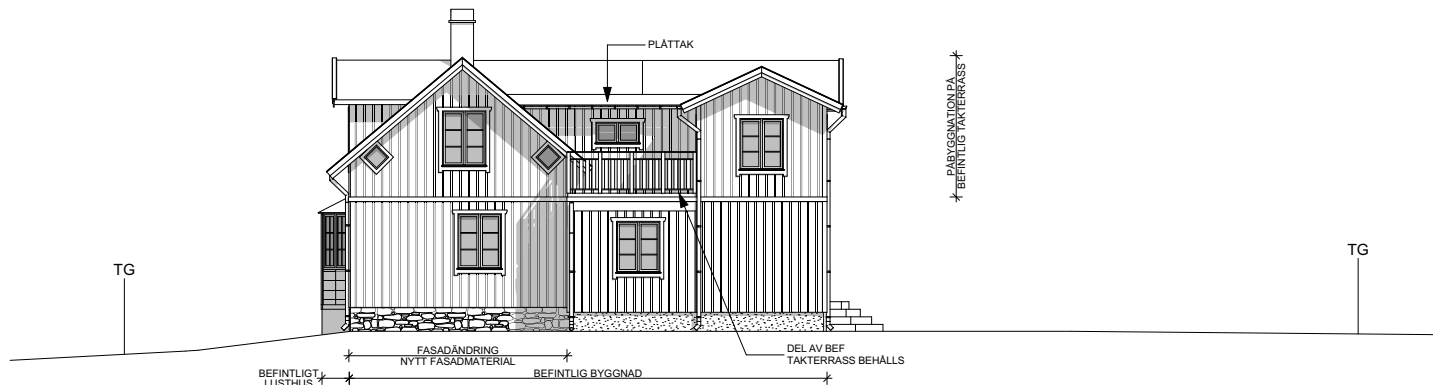 PLÅTTAK
PÅBYGGNATION PÅ
BEFINTLIG TAKTERRASS
TG
TG
FASADÄNDRING
NYTT FASADMATERIAL
DEL AV BEF
TAKTERRASS BEHÅLLS
BEFINTLIGT
LUSTHUS
BEFINTLIG BYGGNAD